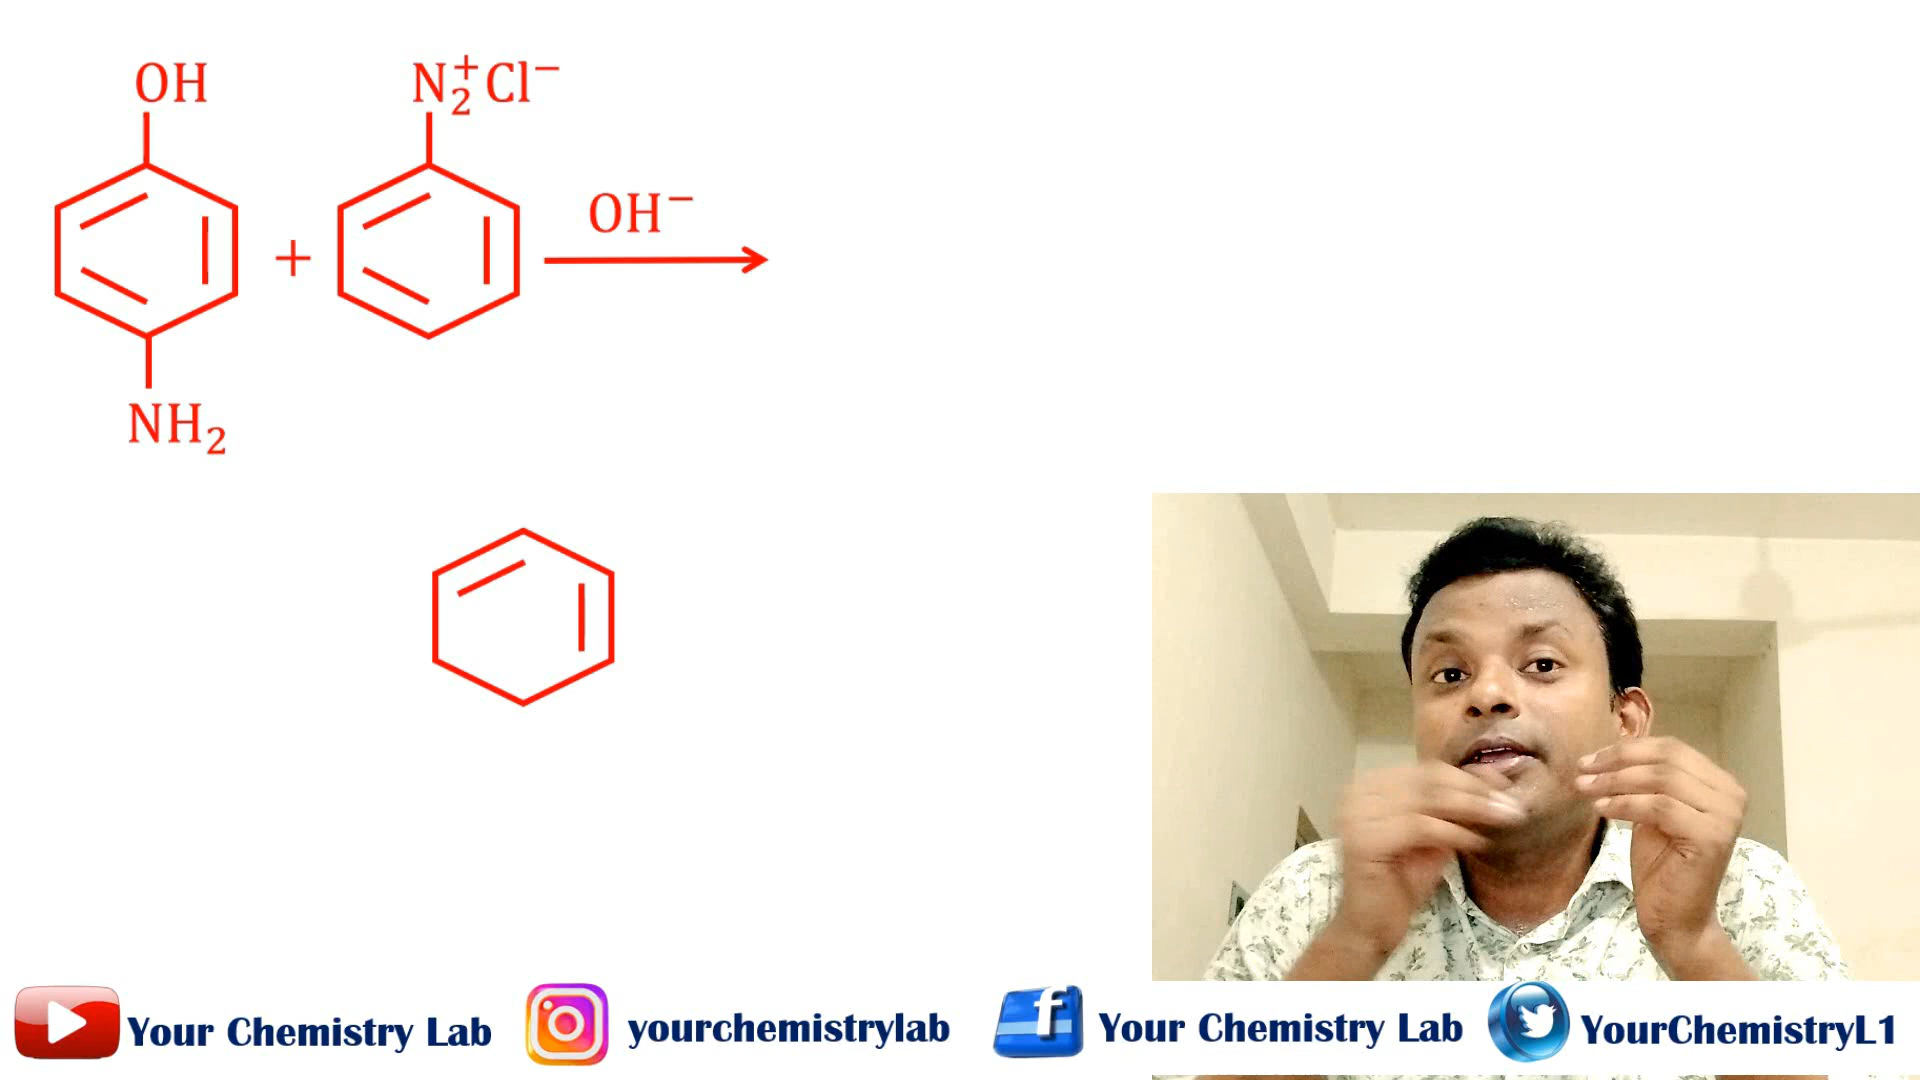 OH
N₂⁺Cl⁻
OH⁻
+
NH₂
Your Chemistry Lab
yourchemistrylab
f
Your Chemistry Lab
YourChemistryL1